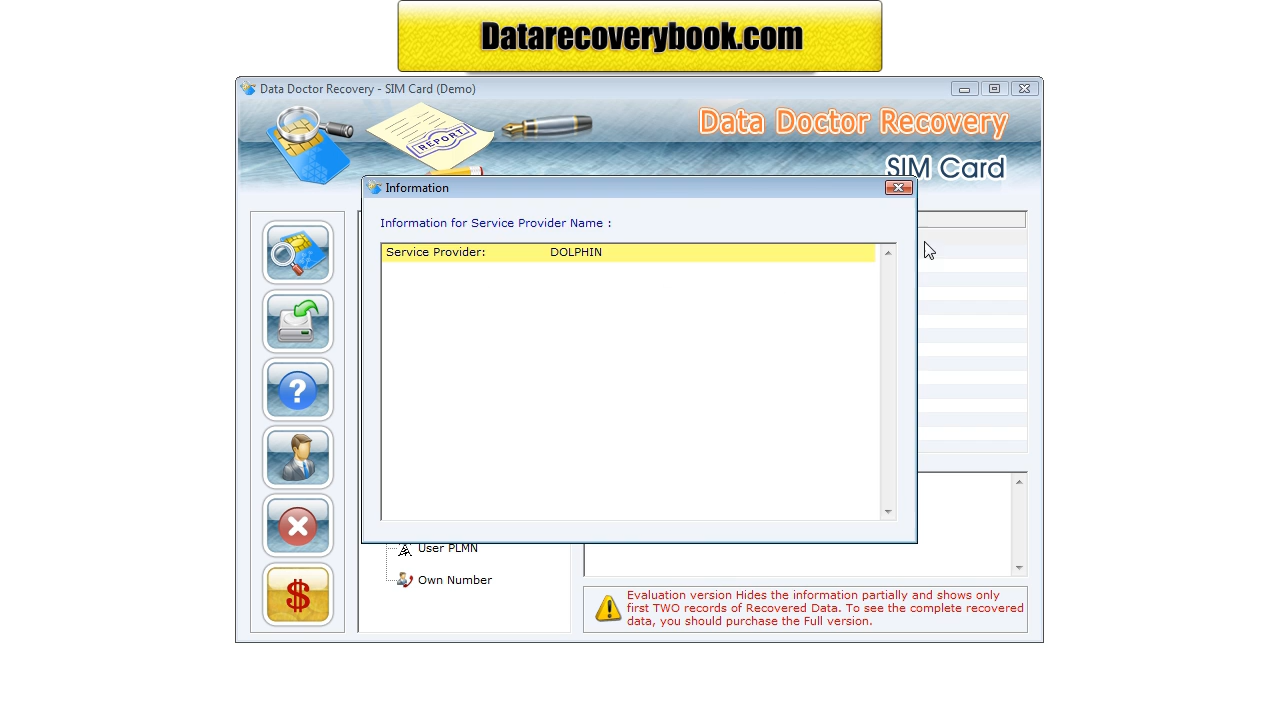 Datarecoverybook.com
Data Doctor Recovery - SIM Card (Demo)
REPORT
Data Doctor Recovery
SIM Card
Information
Information for Service Provider Name :
Service Provider: DOLPHIN
User PLMN
Own Number
Evaluation version Hides the information partially and shows only
first TWO records of Recovered Data. To see the complete recovered
data, you should purchase the Full version.